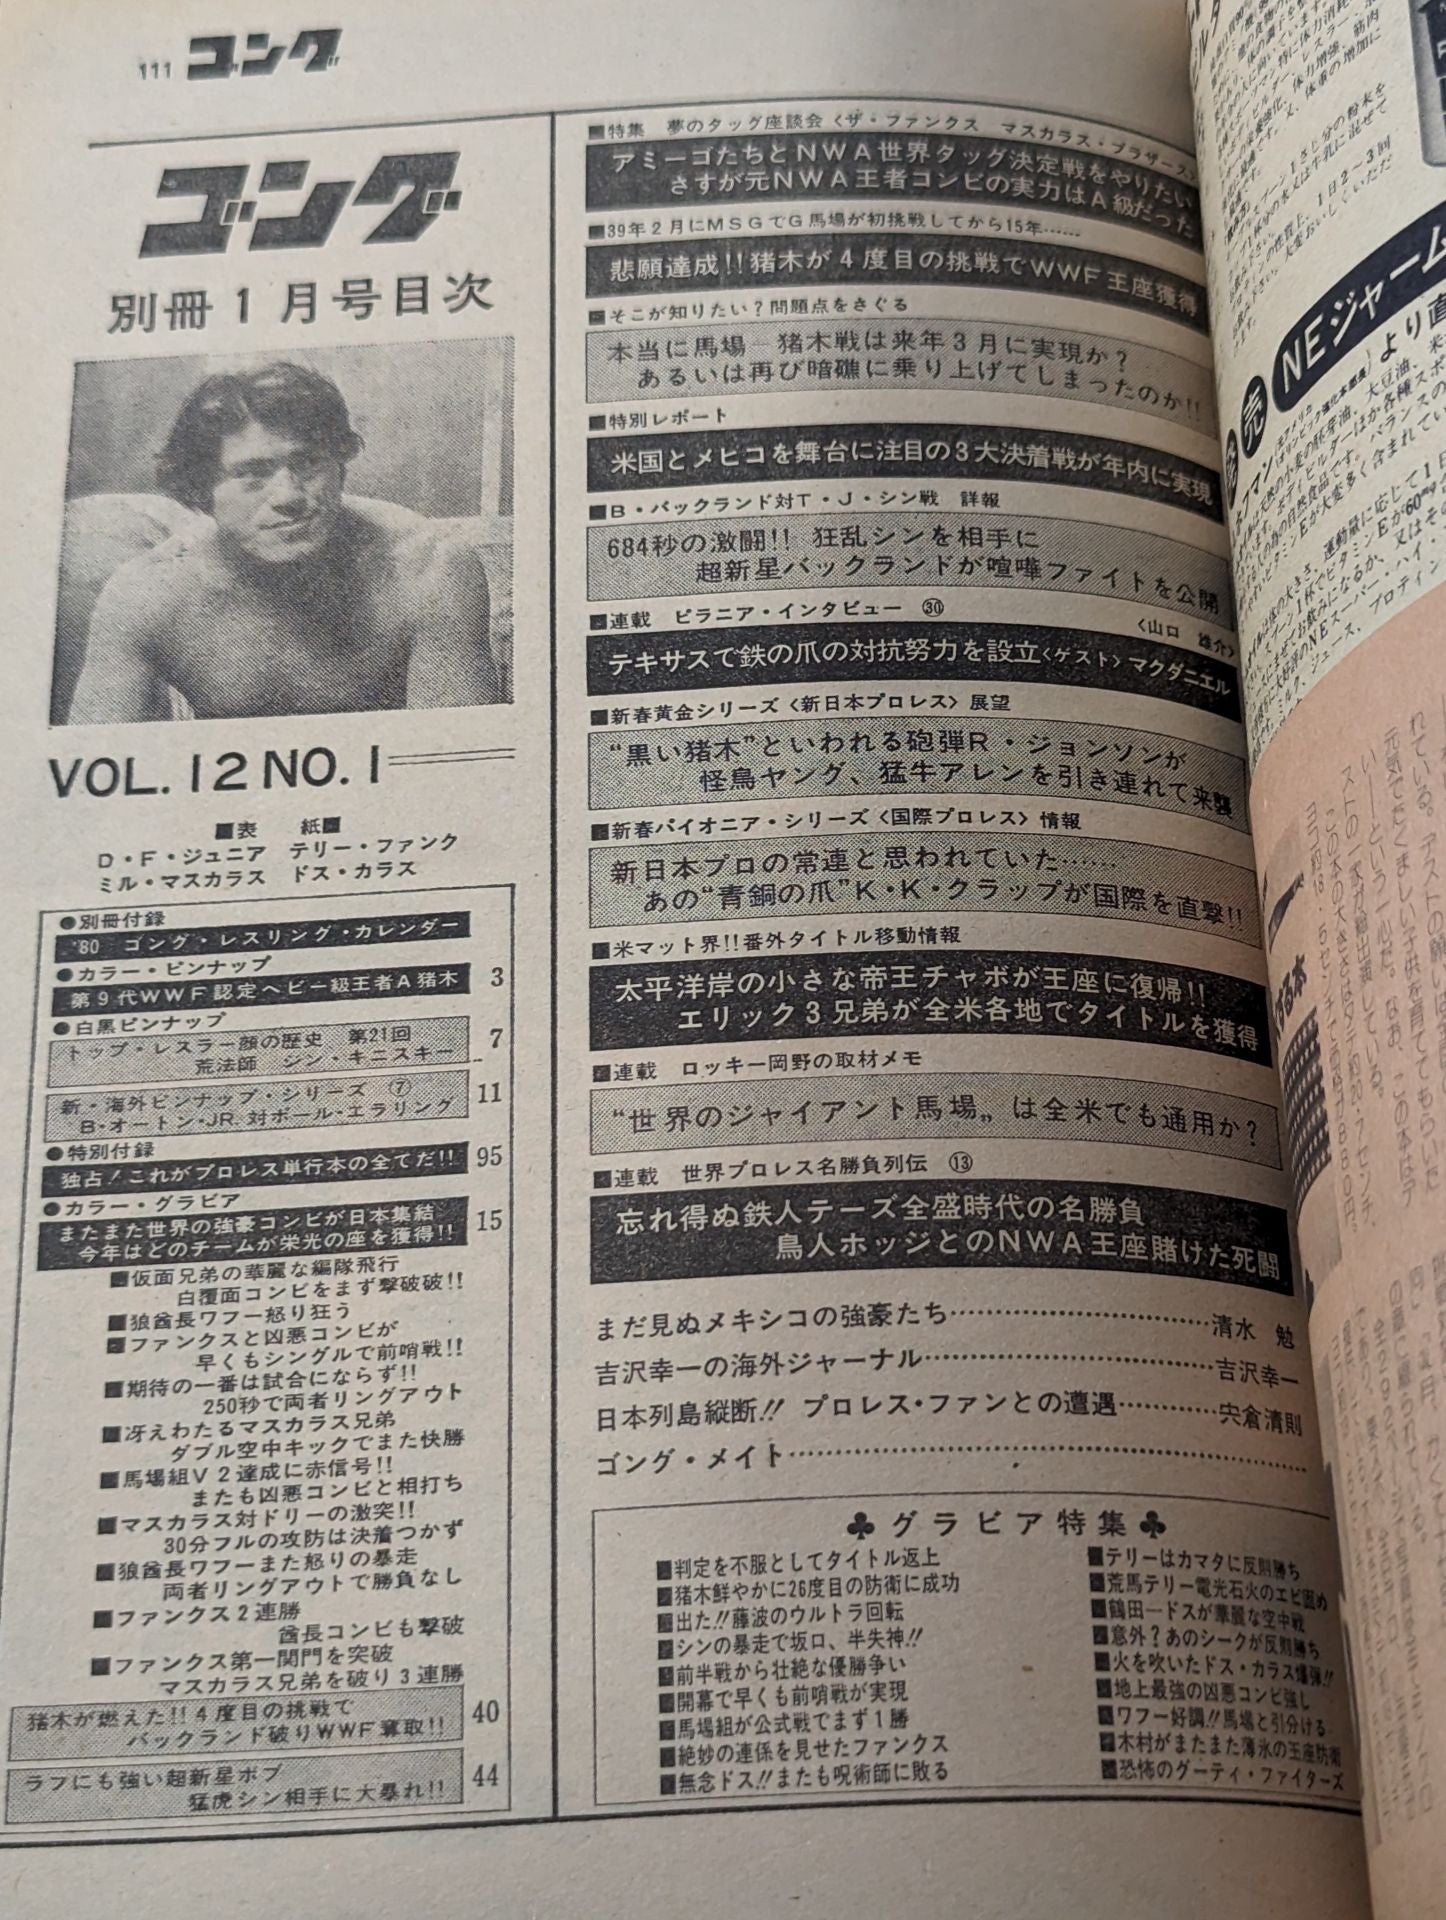 111 ゴング
ゴング
別冊1月号目次
VOL.12 NO.1
■表 紙■
D・F・ジュニア テリー・ファンク
ミル・マスカラス ドス・カラス
●別冊付録
'80 ゴング・レスリング・カレンダー
●カラー・ピンナップ
第9代WWF認定ヘビー級王者A猪木 3
●白黒ピンナップ
トップ・レスラー顔の歴史 第21回
荒法師 ジン・キニスキー 7
新・海外ピンナップ・シリーズ ⑦
B・オートン・JR.対ポール・エラリング 11
●特別付録
独占!これがプロレス単行本の全てだ!! 95
●カラー・グラビア
またまた世界の強豪コンビが日本集結
今年はどのチームが栄光の座を獲得!! 15
■仮面兄弟の華麗な編隊飛行
白覆面コンビをまず撃破破!!
■狼酋長ワフー怒り狂う
■ファンクスと凶悪コンビが
早くもシングルで前哨戦!!
■期待の一番は試合にならず!!
250秒で両者リングアウト
■冴えわたるマスカラス兄弟
ダブル空中キックでまた快勝
■馬場組V2達成に赤信号!!
またも凶悪コンビと相打ち
■マスカラス対ドリーの激突!!
30分フルの攻防は決着つかず
■狼酋長ワフーまた怒りの暴走
両者リングアウトで勝負なし
■ファンクス2連勝
酋長コンビも撃破
■ファンクス第一関門を突破
マスカラス兄弟を破り3連勝
猪木が燃えた!!4度目の挑戦で
バックランド破りWWF奪取!! 40
ラフにも強い超新星ボブ
猛虎シン相手に大暴れ!! 44
■特集 夢のタッグ座談会〈ザ・ファンクス マスカラス・ブラザース
アミーゴたちとNWA世界タッグ決定戦をやりたい
さすが元NWA王者コンビの実力はA級だった
■39年2月にMSGでG馬場が初挑戦してから15年……
悲願達成!!猪木が4度目の挑戦でWWF王座獲得
■そこが知りたい?問題点をさぐる
本当に馬場―猪木戦は来年3月に実現か?
あるいは再び暗礁に乗り上げてしまったのか!!
■特別レポート
米国とメヒコを舞台に注目の3大決着戦が年内に実現
■B・バックランド対T・J・シン戦 詳報
684秒の激闘!! 狂乱シンを相手に
超新星バックランドが喧嘩ファイトを公開
■連載 ピラニア・インタビュー ㉚ 〈山口 雄介〉
テキサスで鉄の爪の対抗努力を設立〈ゲスト〉マクダニエル
■新春黄金シリーズ〈新日本プロレス〉展望
“黒い猪木”といわれる砲弾R・ジョンソンが
怪鳥ヤング、猛牛アレンを引き連れて来襲
■新春パイオニア・シリーズ〈国際プロレス〉情報
新日本プロの常連と思われていた……
あの“青銅の爪”K・K・クラップが国際を直撃!!
■米マット界!!番外タイトル移動情報
太平洋岸の小さな帝王チャボが王座に復帰!!
エリック3兄弟が全米各地でタイトルを獲得
■連載 ロッキー岡野の取材メモ
“世界のジャイアント馬場„は全米でも通用か?
■連載 世界プロレス名勝負列伝 ⑬
忘れ得ぬ鉄人テーズ全盛時代の名勝負
鳥人ホッジとのNWA王座賭けた死闘
まだ見ぬメキシコの強豪たち…………清水 勉
吉沢幸一の海外ジャーナル…………吉沢幸一
日本列島縦断!! プロレス・ファンとの遭遇…………宍倉清則
ゴング・メイト…………
♣グラビア特集♣
■判定を不服としてタイトル返上
■猪木鮮やかに26度目の防衛に成功
■出た!!藤波のウルトラ回転
■シンの暴走で坂口、半失神!!
■前半戦から壮絶な優勝争い
■開幕で早くも前哨戦が実現
■馬場組が公式戦でまず1勝
■絶妙の連係を見せたファンクス
■無念ドス!!またも呪術師に敗る
■テリーはカマタに反則勝ち
■荒馬テリー電光石火のエビ固め
■鶴田―ドスが華麗な空中戦
■意外?あのシークが反則勝ち
■火を吹いたドス・カラス爆弾!!
■地上最強の凶悪コンビ強し
■ワフー好調!!馬場と引分ける
■木村がまたまた薄氷の王座防衛
■恐怖のグーティ・ファイターズ
NEジャーム
より直
売